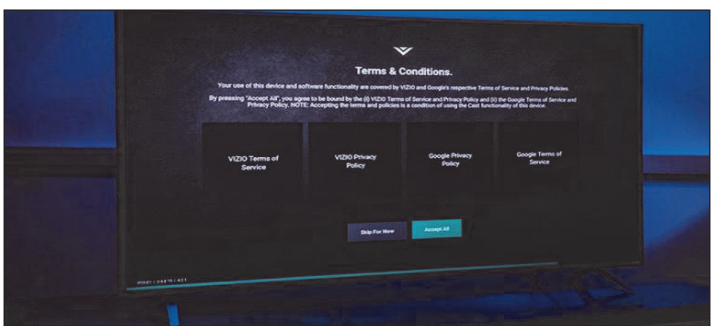 Terms & Conditions.
Your use of this device and software functionality are covered by VIZIO and Google's respective Terms of Service and Privacy Policies.
By pressing "Accept All", you agree to be bound by the (i) VIZIO Terms of Service and Privacy Policy and (ii) the Google Terms of Service and
Privacy Policy. NOTE: Accepting the terms and policies is a condition of using the Cast functionality of this device.
VIZIO Terms of
Service
VIZIO Privacy
Policy
Google Privacy
Policy
Google Terms of
Service
Skip For Now
Accept All